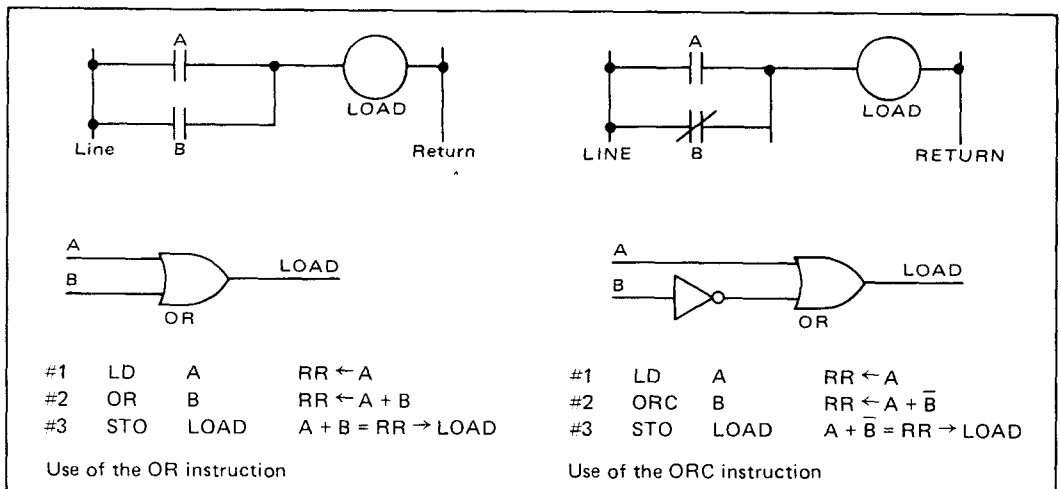 A
LOAD
B
Line
Return
A
B
LOAD
OR
#1 LD A RR ← A
#2 OR B RR ← A + B
#3 STO LOAD A + B = RR → LOAD
Use of the OR instruction
A
LOAD
B
LINE
RETURN
A
B
LOAD
OR
#1 LD A RR ← A
#2 ORC B RR ← A + B̅
#3 STO LOAD A + B̅ = RR → LOAD
Use of the ORC instruction